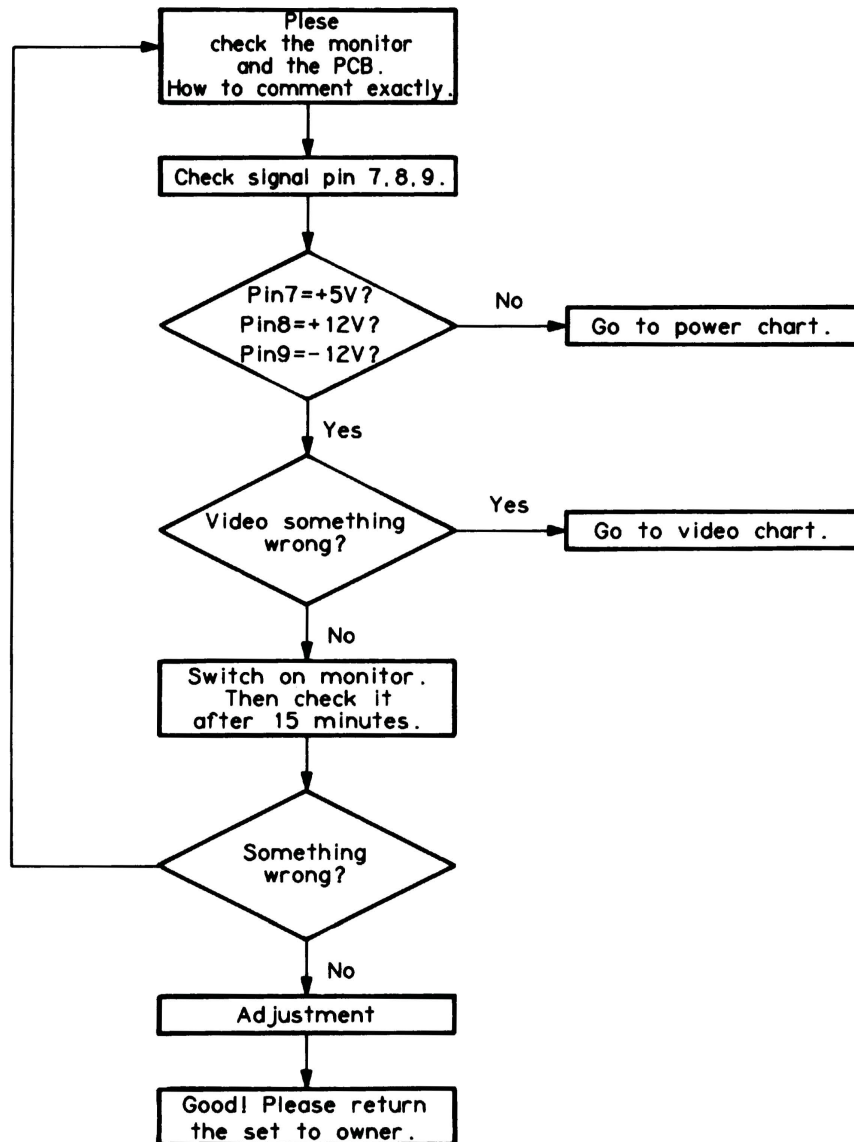 Plese
check the monitor
and the PCB.
How to comment exactly.
Check signal pin 7,8,9.
Pin7=+5V?
Pin8=+12V?
Pin9=-12V?
No
Go to power chart.
Yes
Video something
wrong?
Yes
Go to video chart.
No
Switch on monitor.
Then check it
after 15 minutes.
Something
wrong?
No
Adjustment
Good! Please return
the set to owner.